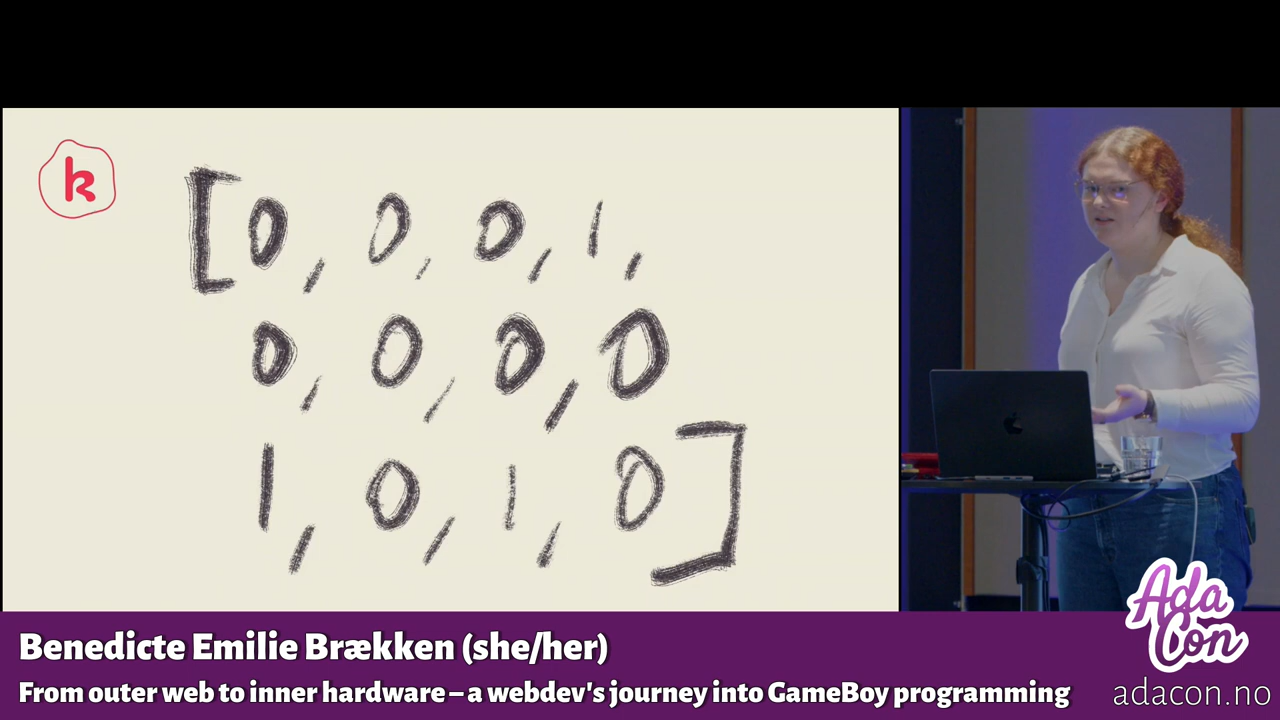 k
[0, 0, 0, 1,
0, 0, 0, 0
1, 0, 1, 0]
Benedicte Emilie Brækken (she/her)
From outer web to inner hardware – a webdev's journey into GameBoy programming
Ada
Con
adacon.no